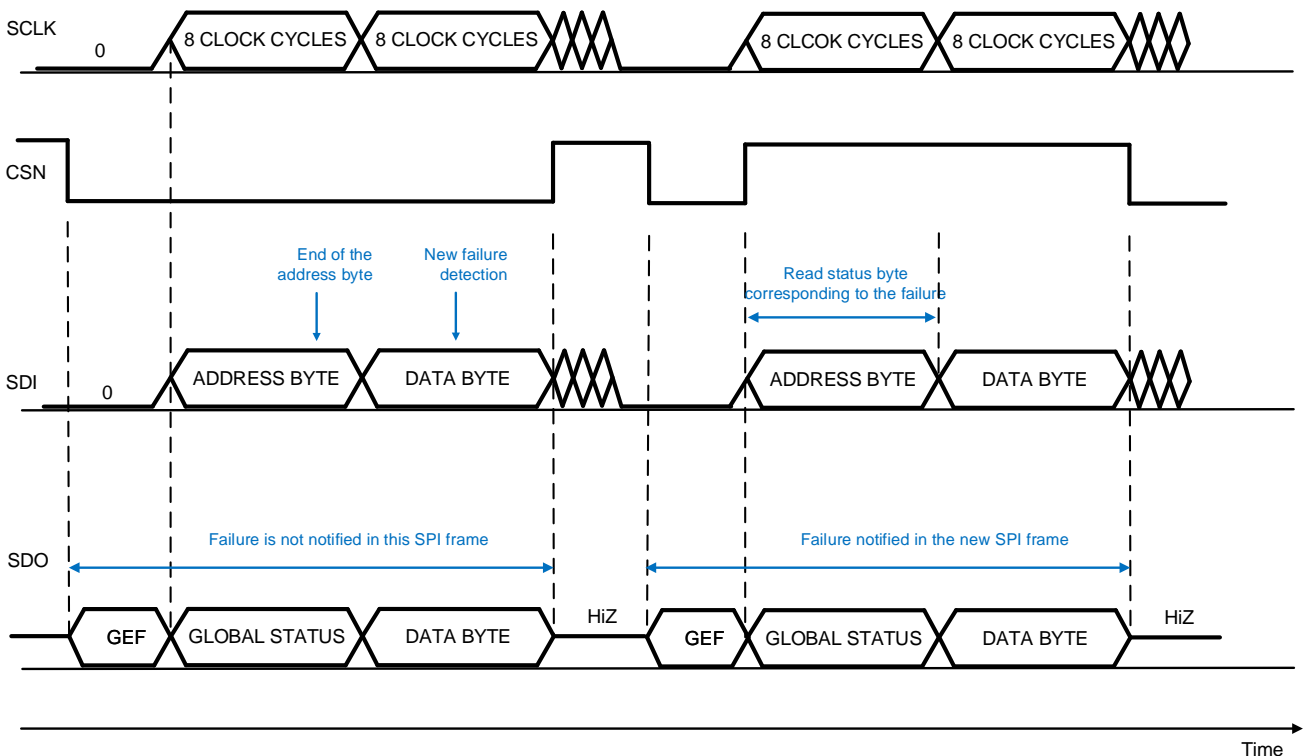 SCLK
0
8 CLOCK CYCLES
8 CLOCK CYCLES
8 CLCOK CYCLES
8 CLOCK CYCLES
CSN
End of the
address byte
New failure
detection
Read status byte
corresponding to the failure
SDI
0
ADDRESS BYTE
DATA BYTE
ADDRESS BYTE
DATA BYTE
SDO
Failure is not notified in this SPI frame
Failure notified in the new SPI frame
GEF
GLOBAL STATUS
DATA BYTE
HiZ
GEF
GLOBAL STATUS
DATA BYTE
HiZ
Time